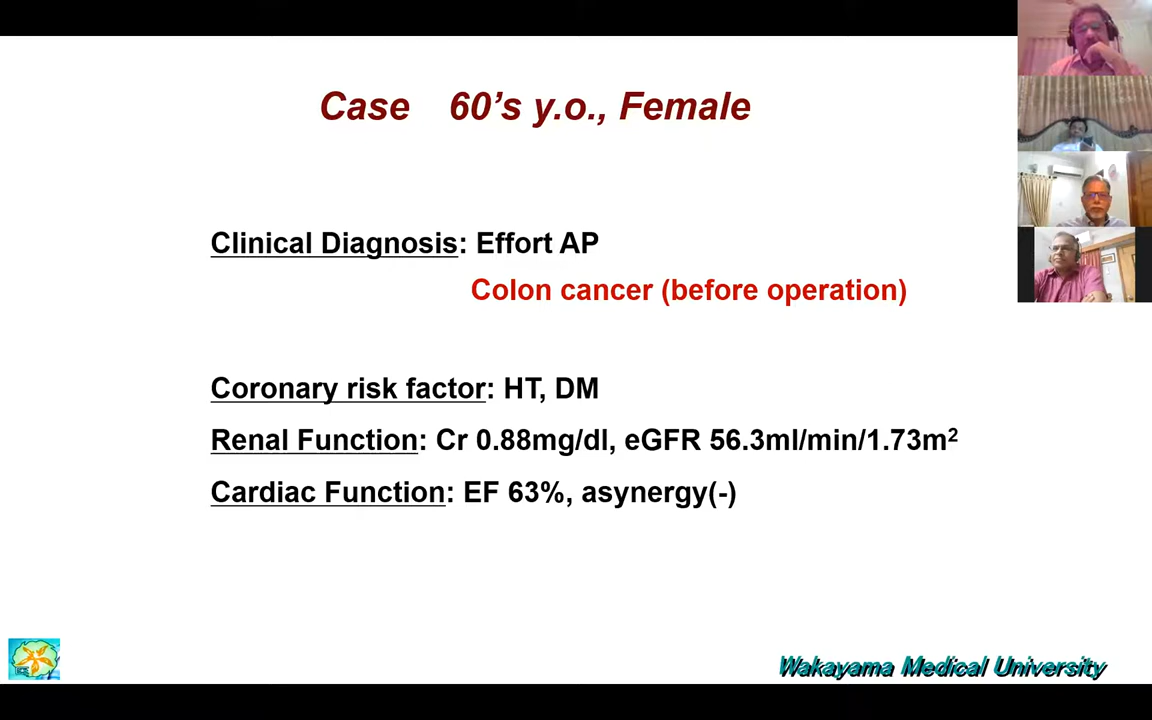 Case 60's y.o., Female
Clinical Diagnosis: Effort AP
Colon cancer (before operation)
Coronary risk factor: HT, DM
Renal Function: Cr 0.88mg/dl, eGFR 56.3ml/min/1.73m²
Cardiac Function: EF 63%, asynergy(-)
Wakayama Medical University